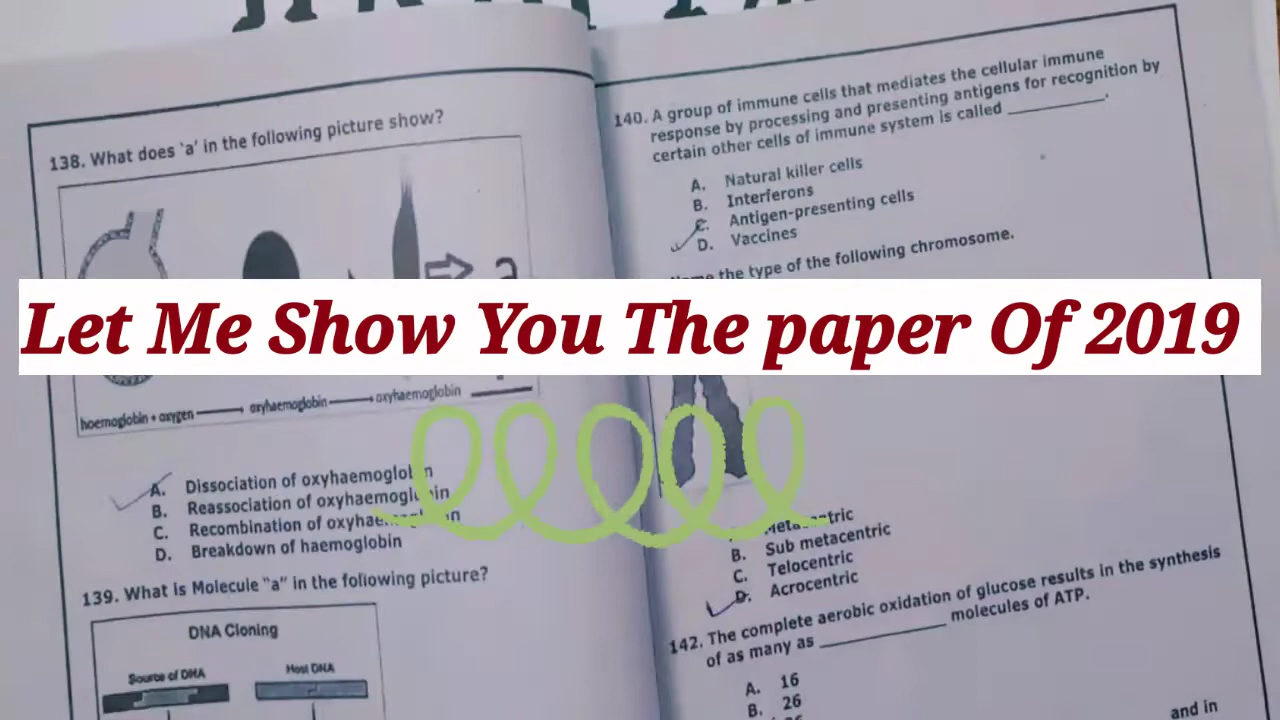 138. What does 'a' in the following picture show?
haemoglobin + oxygen oxyhaemoglobin oxyhaemoglobin
A. Dissociation of oxyhaemoglobin
B. Reassociation of oxyhaemoglobin
C. Recombination of
D. Breakdown of haemoglobin
139. What is Molecule "a" in the following picture?
DNA Cloning
Source of DNA Host DNA
140. A group of immune cells that mediates the cellular immune
response by processing and presenting antigens for recognition by
certain other cells of immune system is called ________.
A. Natural killer cells
B. Interferons
C. Antigen-presenting cells
D. Vaccines
the type of the following chromosome.
Let Me Show You The paper Of 2019
B. Sub metacentric
C. Telocentric
D. Acrocentric
142. The complete aerobic oxidation of glucose results in the synthesis
of as many as ________ molecules of ATP.
A. 16
B. 26
and in